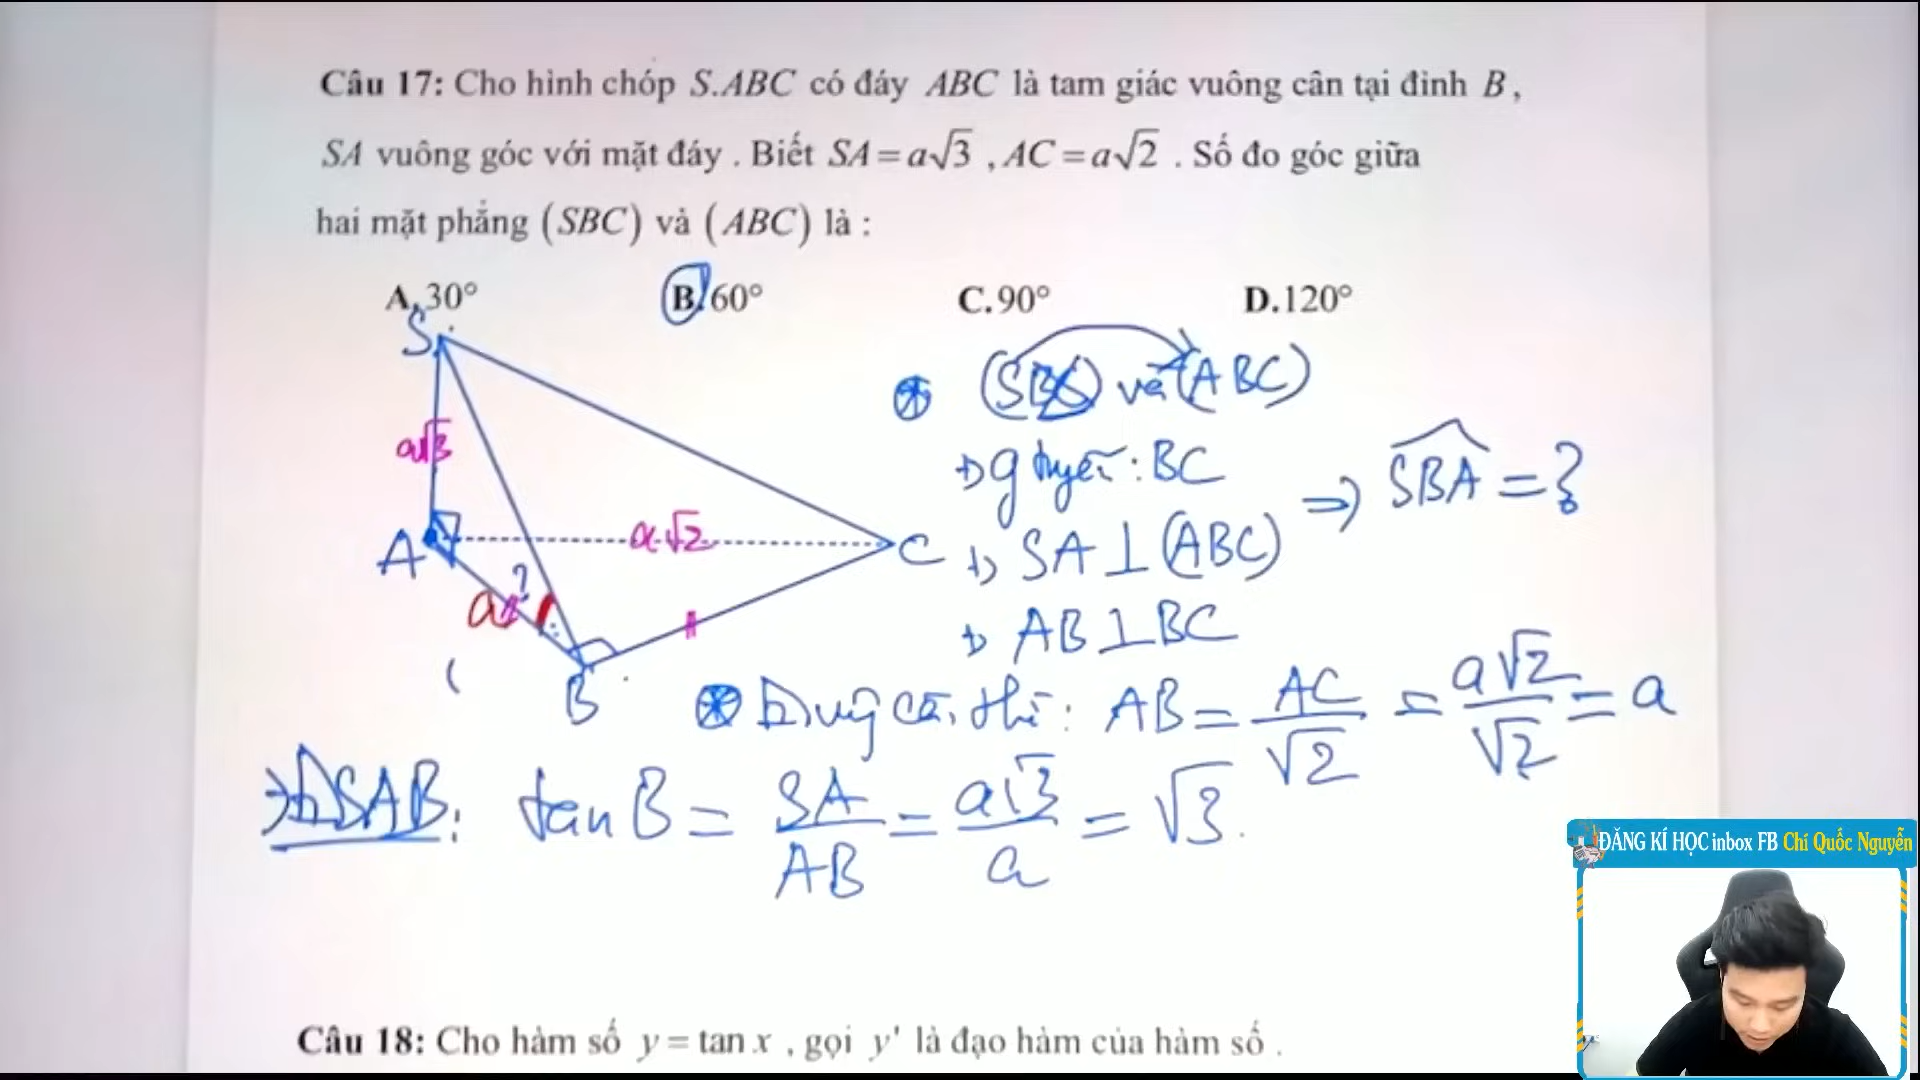 Câu 17: Cho hình chóp S.ABC có đáy ABC là tam giác vuông cân tại đỉnh B,
SA vuông góc với mặt đáy . Biết SA = a√3 , AC = a√2 . Số đo góc giữa
hai mặt phẳng (SBC) và (ABC) là :
A. 30° B. 60° C. 90° D. 120°
S
a√3
A
a√2
C
a
?
B
(SBC) và (ABC)
g tuyến: BC
SA ⊥ (ABC)
AB ⊥ BC
⇒ SBA = ?
AB = AC/√2 = a√2/√2 = a
SAB: tan B = SA/AB = a√3/a = √3
ĐĂNG KÍ HỌC inbox FB Chí Quốc Nguyễn
Câu 18: Cho hàm số y = tan x , gọi y' là đạo hàm của hàm số .